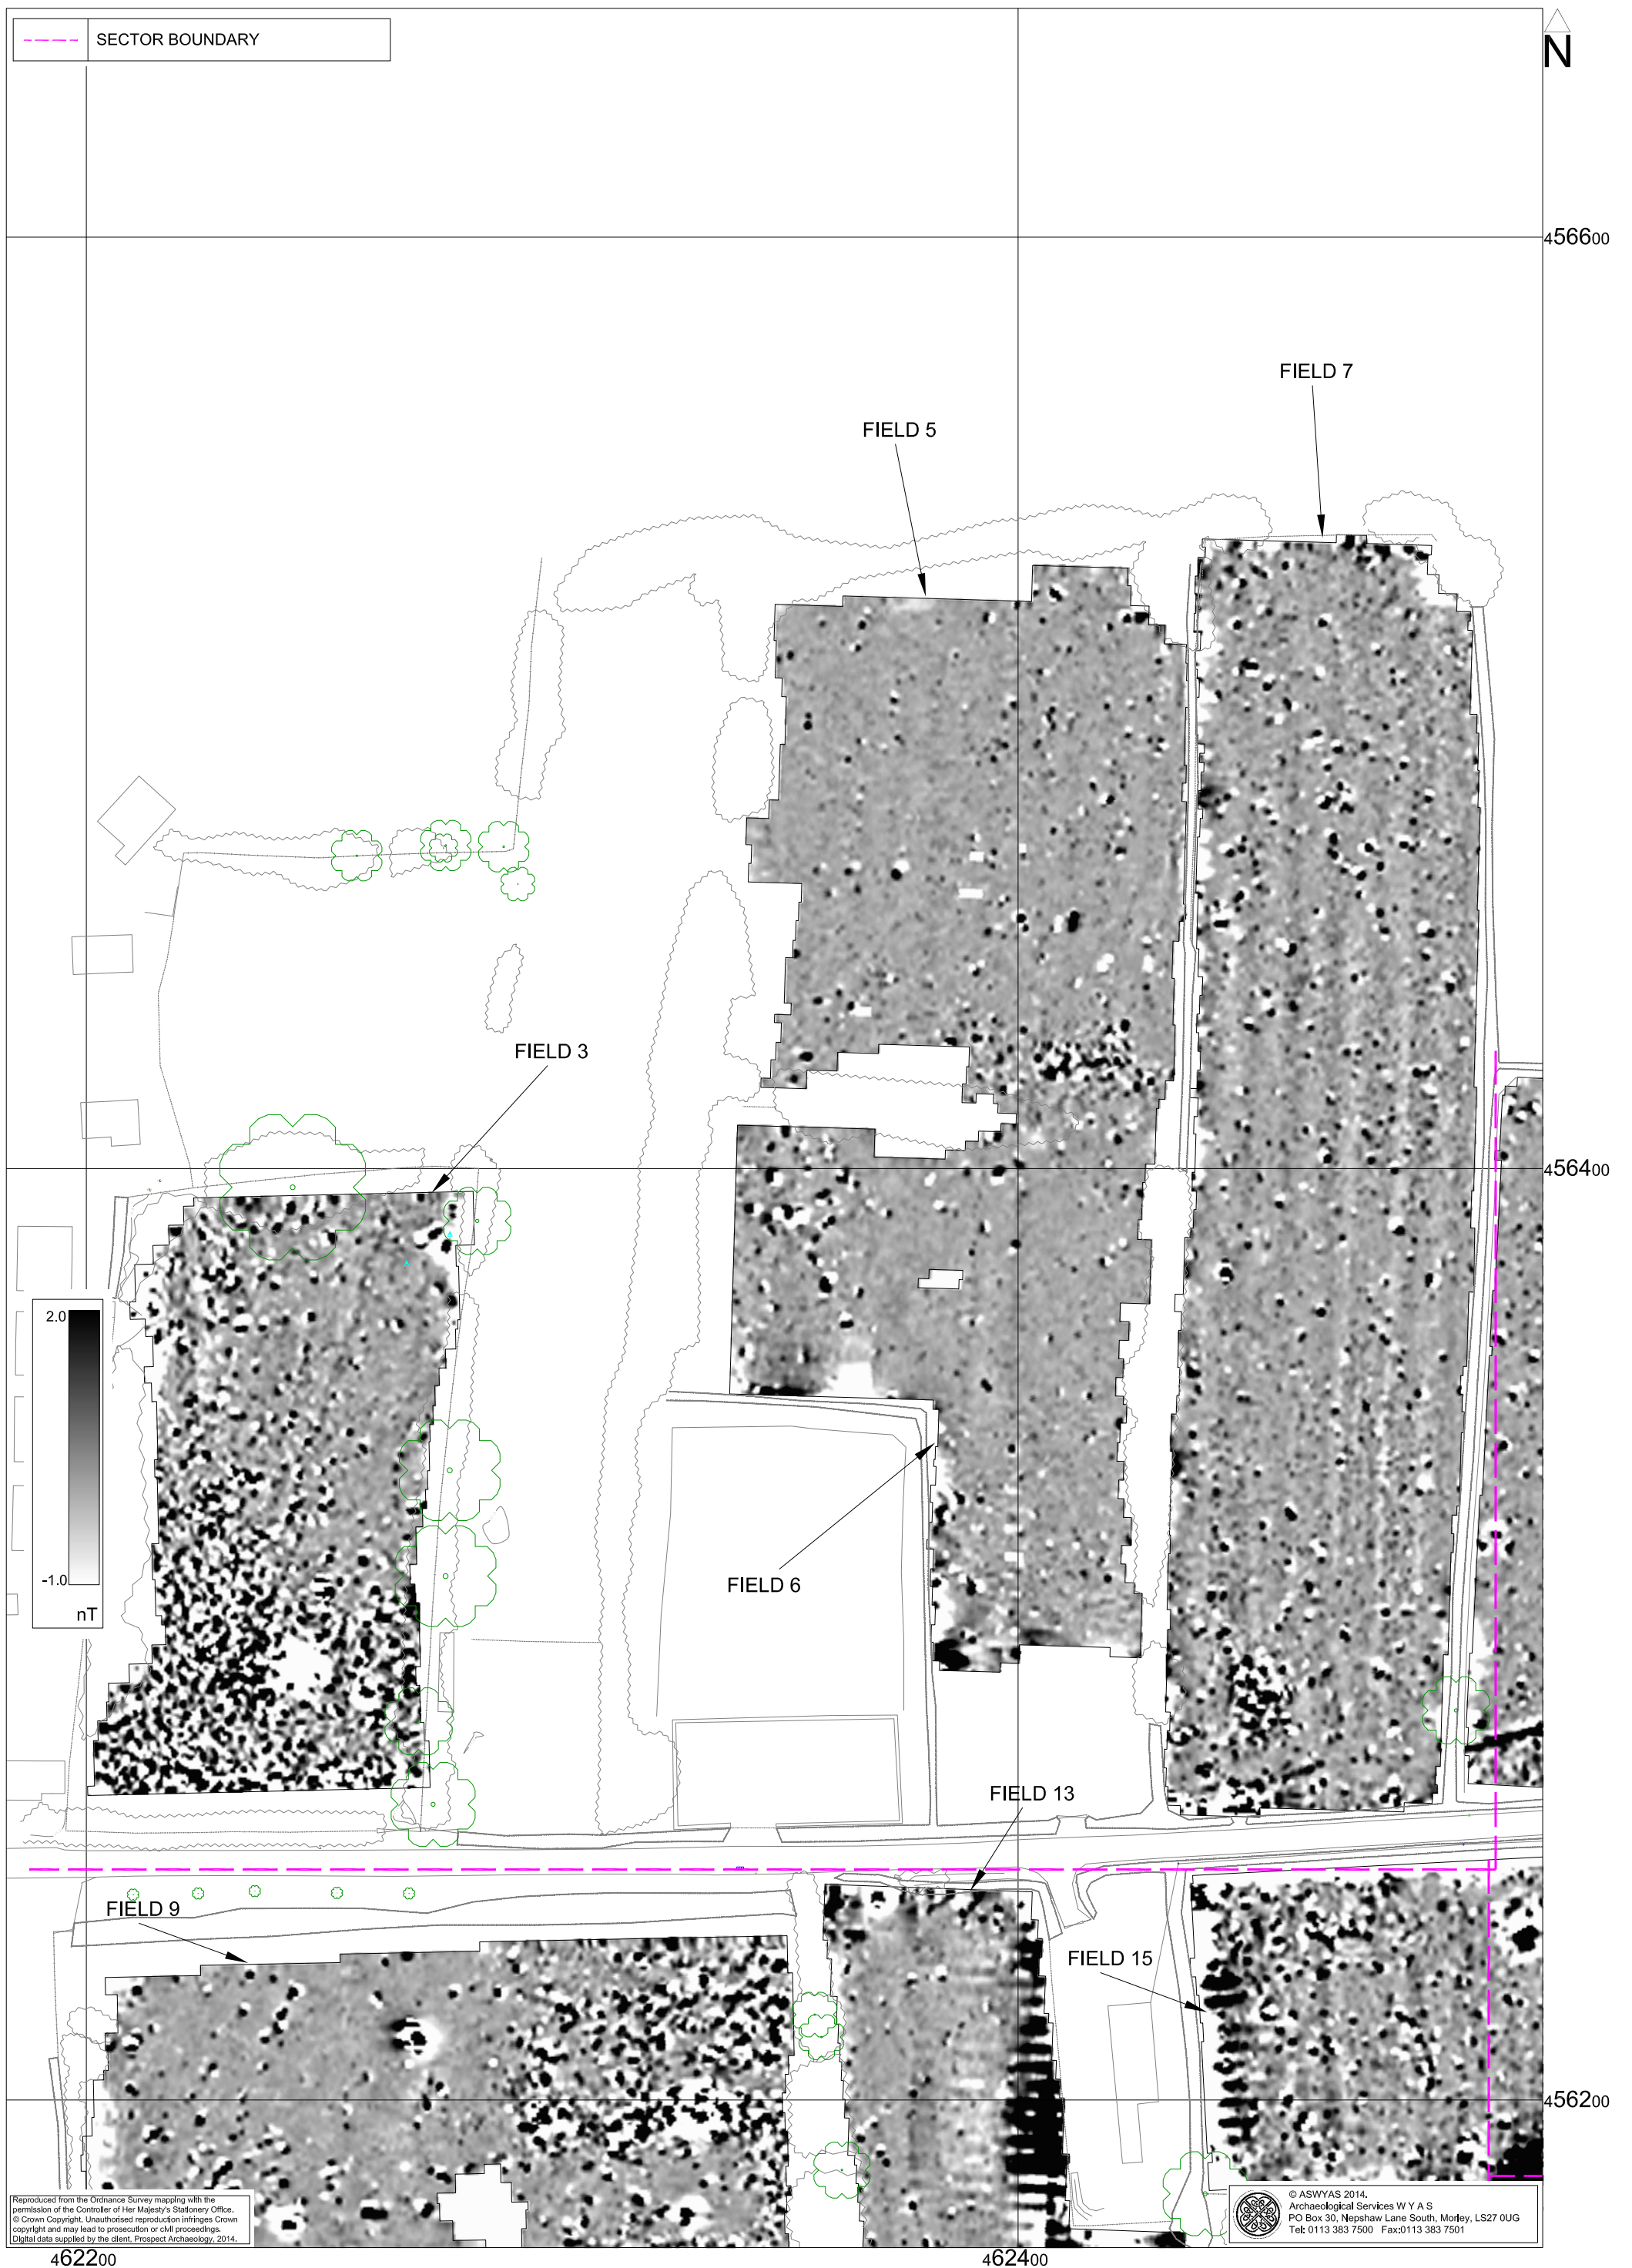 SECTOR BOUNDARY
N
456600
FIELD 7
FIELD 5
FIELD 3
456400
2.0
-1.0
nT
FIELD 6
FIELD 13
FIELD 9
FIELD 15
456200
Reproduced from the Ordnance Survey mapping with the
permission of the Controller of Her Majesty's Stationery Office.
© Crown Copyright. Unauthorised reproduction infringes Crown
copyright and may lead to prosecution or civil proceedings.
Digital data supplied by the client, Prospect Archaeology, 2014.
© ASWYAS 2014.
Archaeological Services W Y A S
PO Box 30, Nepshaw Lane South, Morley, LS27 0UG
Tel: 0113 383 7500 Fax:0113 383 7501
462200
462400